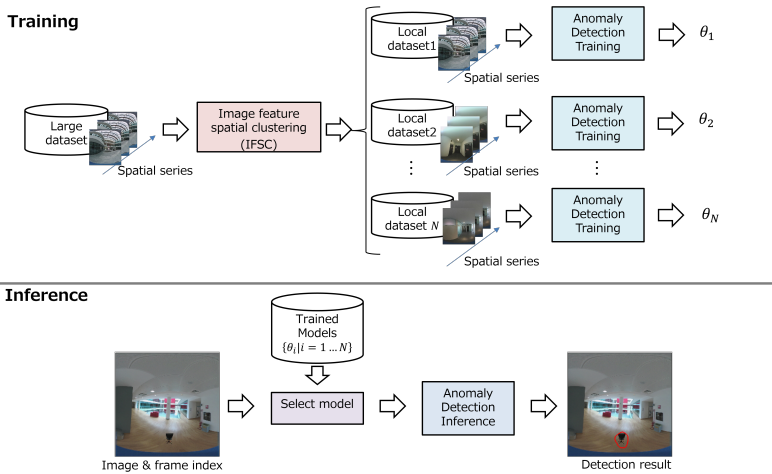 Training
Large
dataset
Spatial series
Image feature
spatial clustering
(IFSC)
Local
dataset1
Spatial series
Anomaly
Detection
Training
θ₁
Local
dataset2
Spatial series
Anomaly
Detection
Training
θ₂
⋮
⋮
Local
dataset N
Spatial series
Anomaly
Detection
Training
θ_N
Inference
Trained
Models
{θᵢ|i = 1 … N}
Image & frame index
Select model
Anomaly
Detection
Inference
Detection result